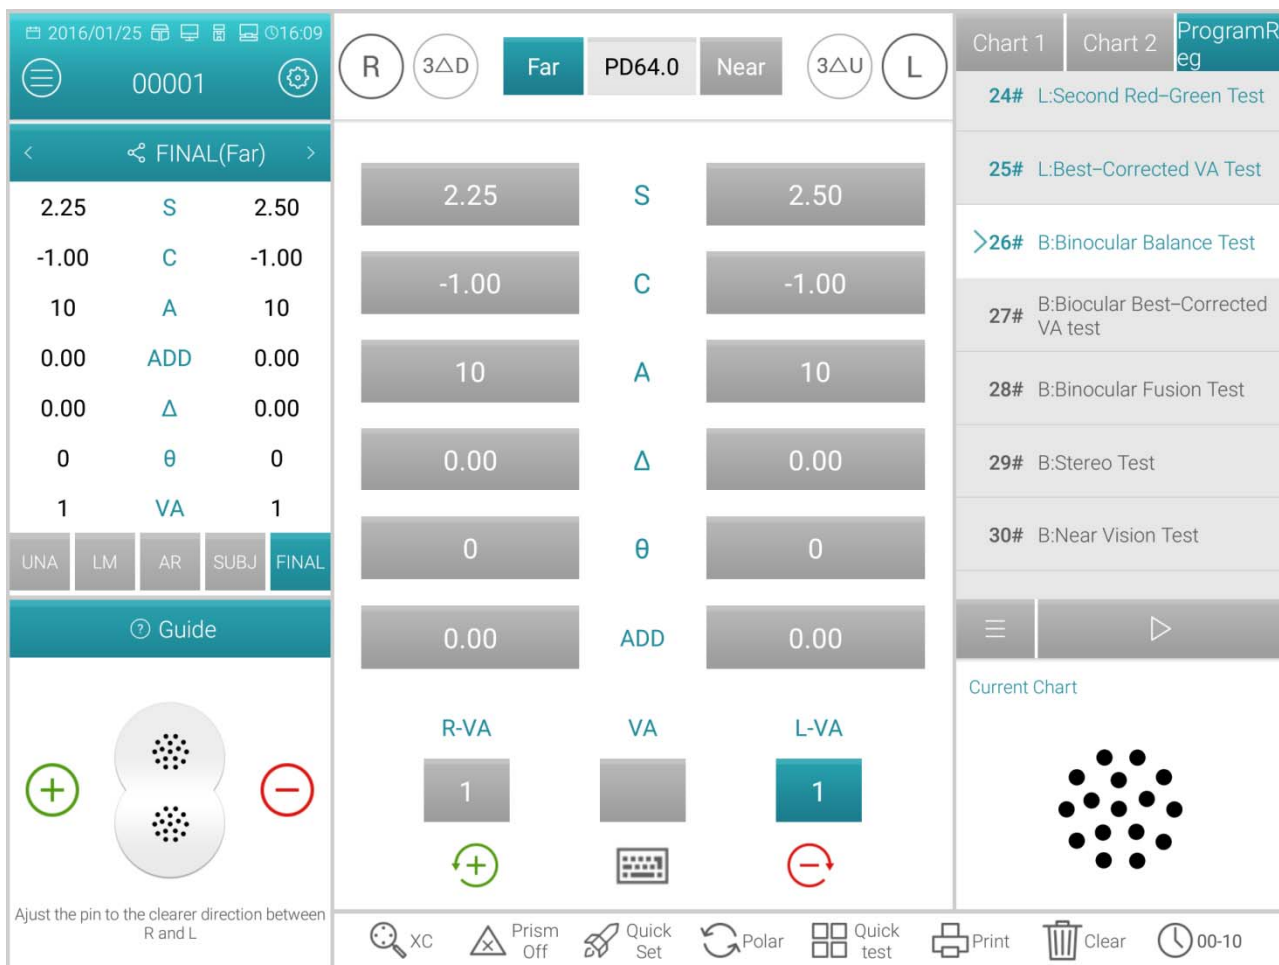 2016/01/25 16:09
00001
FINAL(Far)
2.25 S 2.50
-1.00 C -1.00
10 A 10
0.00 ADD 0.00
0.00 Δ 0.00
0 θ 0
1 VA 1
UNA LM AR SUBJ FINAL
? Guide
Ajust the pin to the clearer direction between
R and L
R 3△D Far PD64.0 Near 3△U L
2.25 S 2.50
-1.00 C -1.00
10 A 10
0.00 Δ 0.00
0 θ 0
0.00 ADD 0.00
R-VA VA L-VA
1 1
XC Prism Off Quick Set Polar Quick test Print Clear 00-10
Chart 1 Chart 2 ProgramR
eg
24# L:Second Red-Green Test
25# L:Best-Corrected VA Test
26# B:Binocular Balance Test
27# B:Biocular Best-Corrected
VA test
28# B:Binocular Fusion Test
29# B:Stereo Test
30# B:Near Vision Test
Current Chart